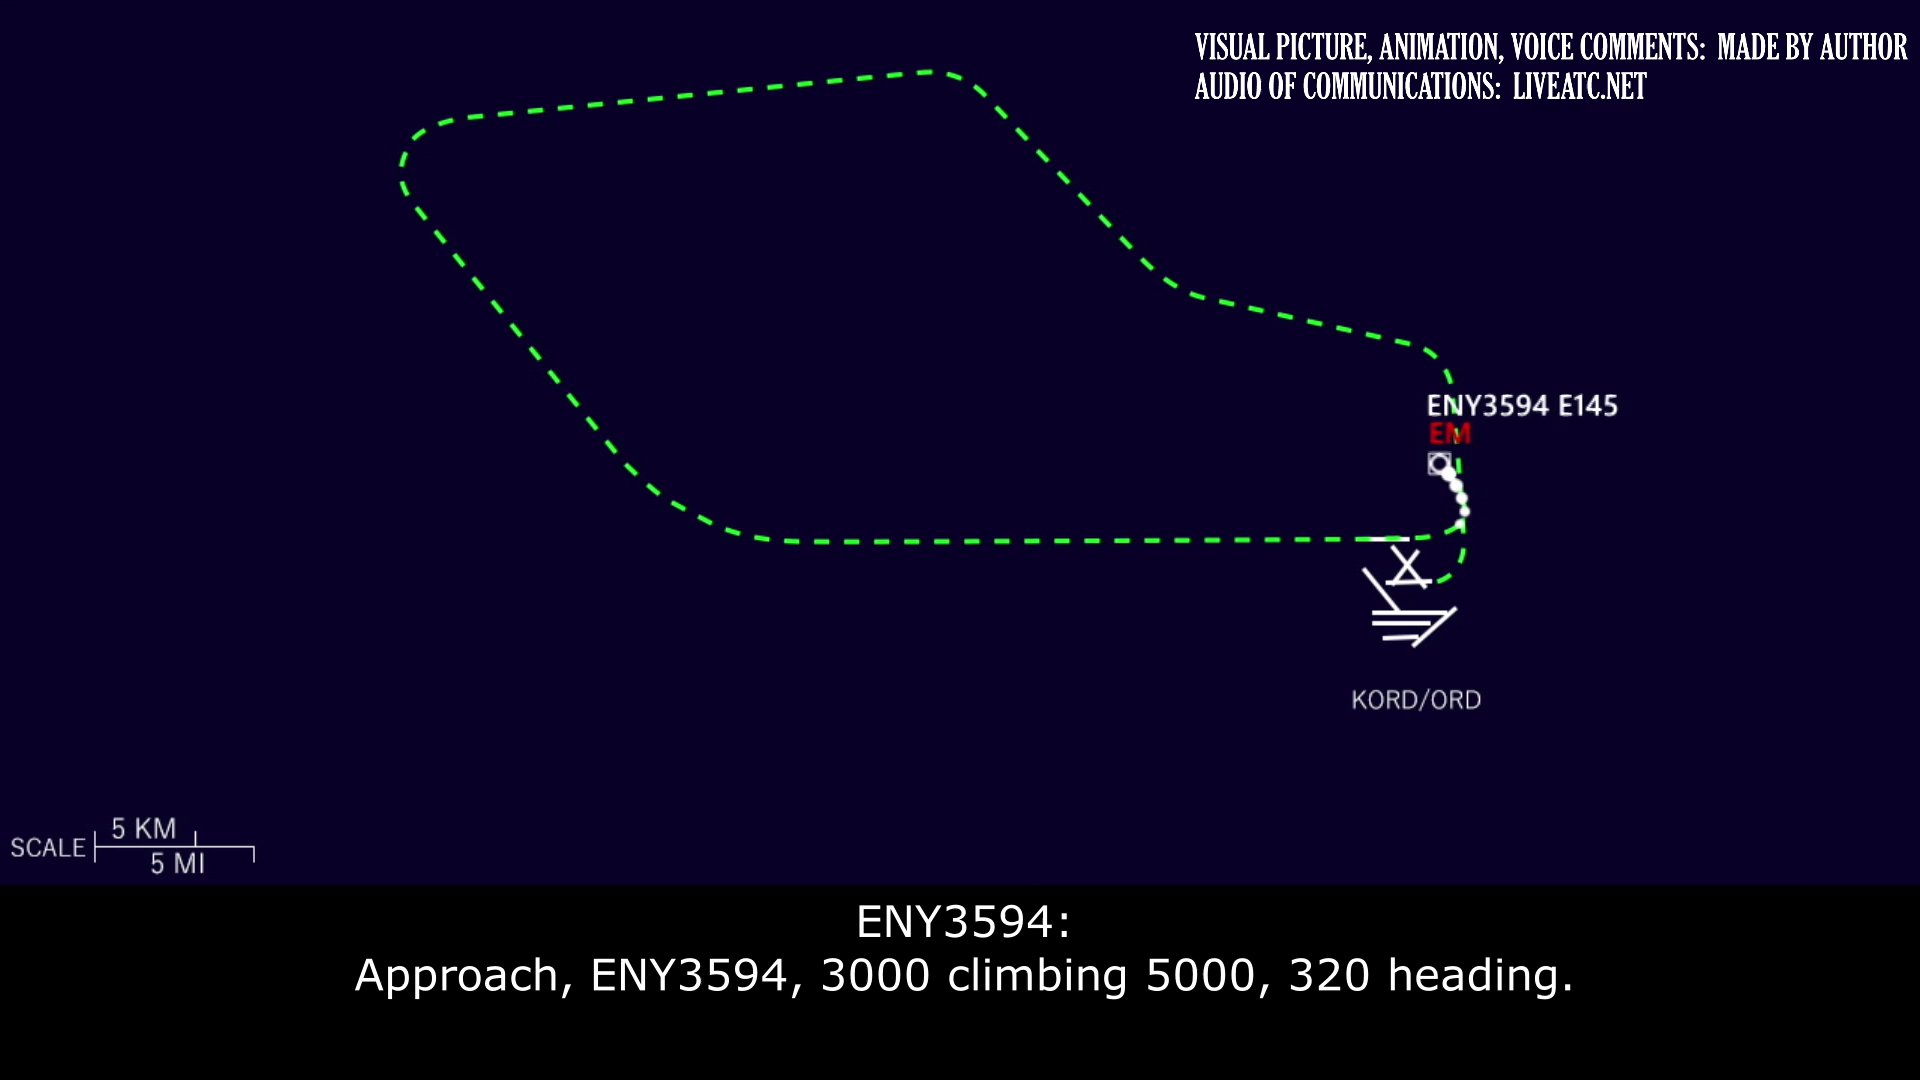 VISUAL PICTURE, ANIMATION, VOICE COMMENTS: MADE BY AUTHOR
AUDIO OF COMMUNICATIONS: LIVEATC.NET
ENY3594 E145
EM
KORD/ORD
5 KM
SCALE
5 MI
ENY3594:
Approach, ENY3594, 3000 climbing 5000, 320 heading.